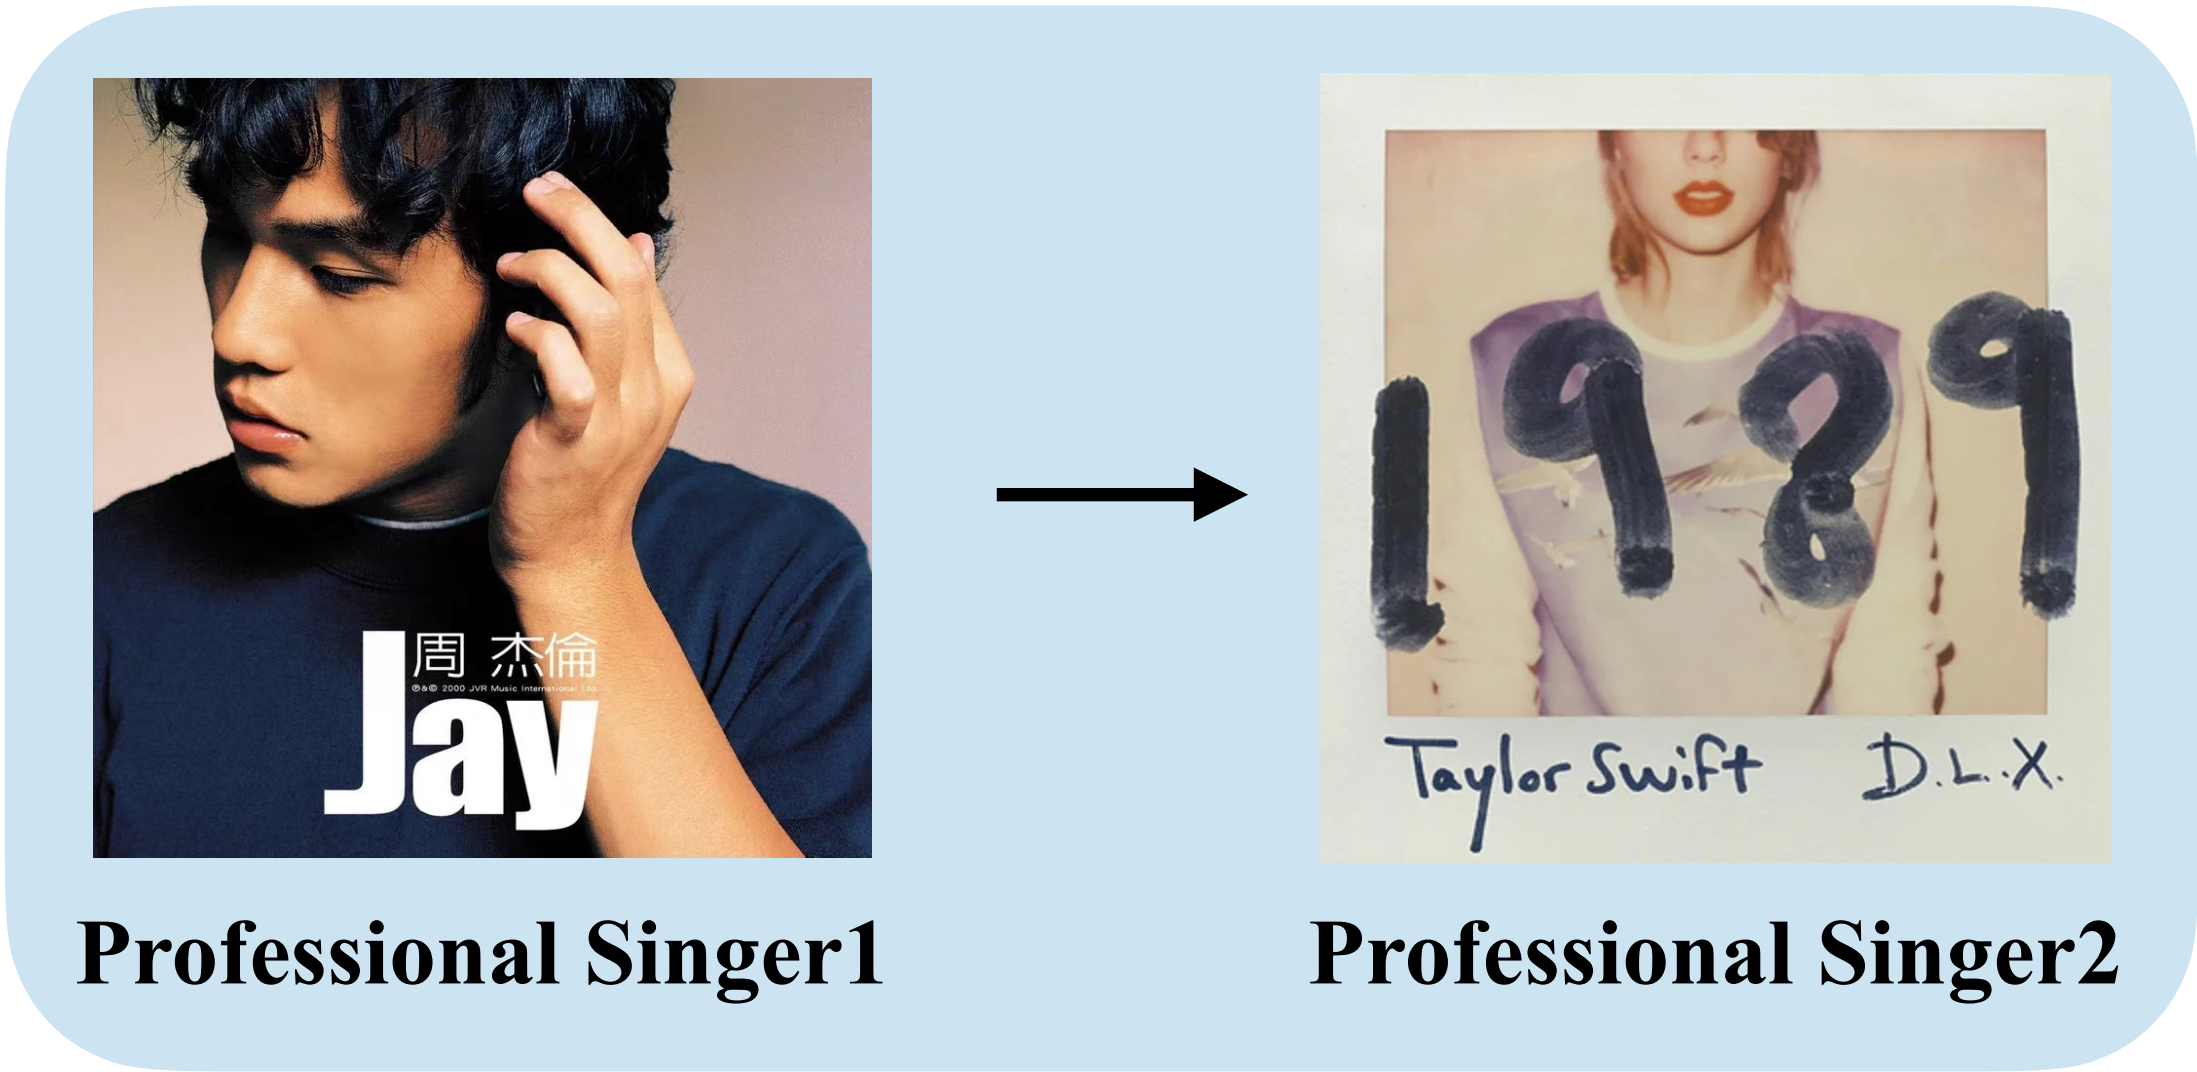 周 杰倫
℗&© 2000 JVR Music International Ltd.
Jay
1989
Taylor Swift D.L.X.
Professional Singer1
Professional Singer2